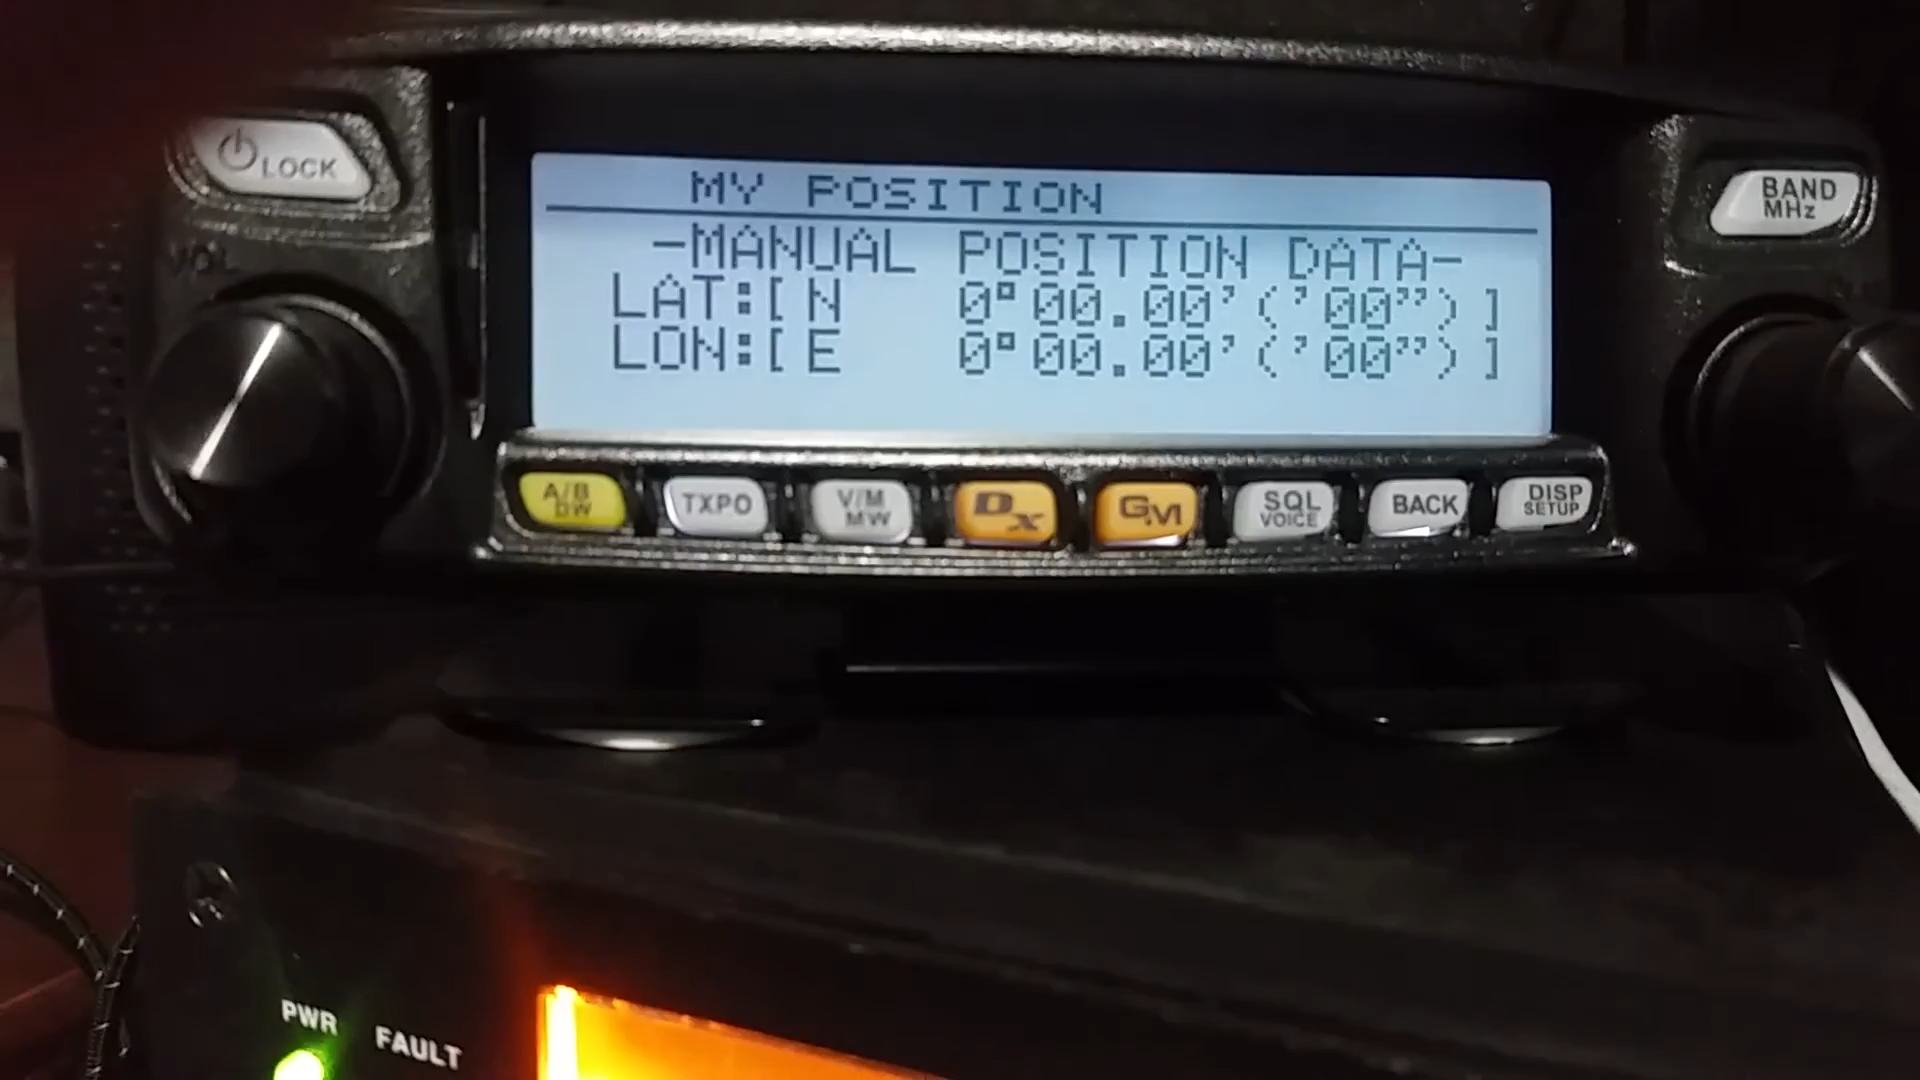 LOCK
VOL
BAND
MHz
MY POSITION
-MANUAL POSITION DATA-
LAT:[ N 0°00.00'('00") ]
LON:[ E 0°00.00'('00") ]
A/B
DW
TXPO
V/M
MW
Dx
GM
SQL
VOICE
BACK
DISP
SETUP
PWR
FAULT